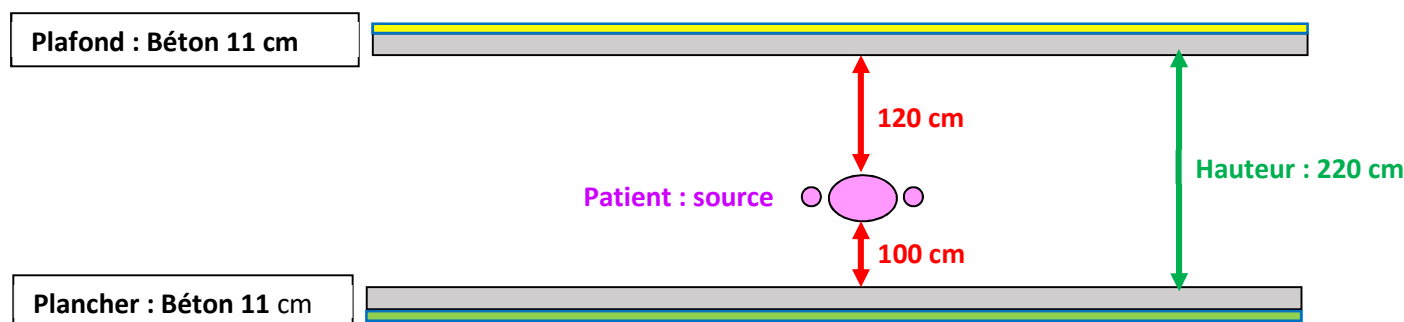 Plafond : Béton 11 cm
120 cm
Hauteur : 220 cm
Patient : source
100 cm
Plancher : Béton 11 cm